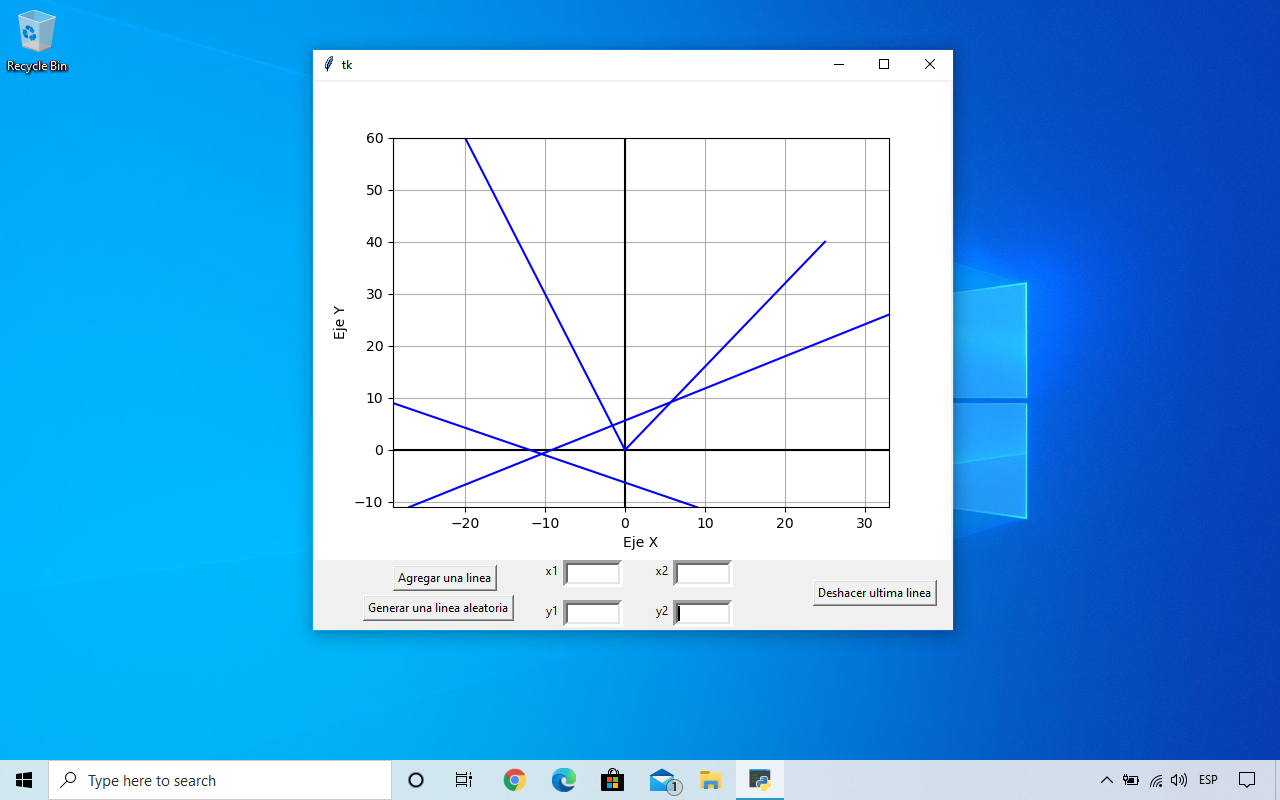 Recycle Bin
tk
60
50
40
30
20
10
0
−10
Eje Y
−20 −10 0 10 20 30
Eje X
Agregar una linea
Generar una linea aleatoria
x1
y1
x2
y2
Deshacer ultima linea
Type here to search
1
ESP